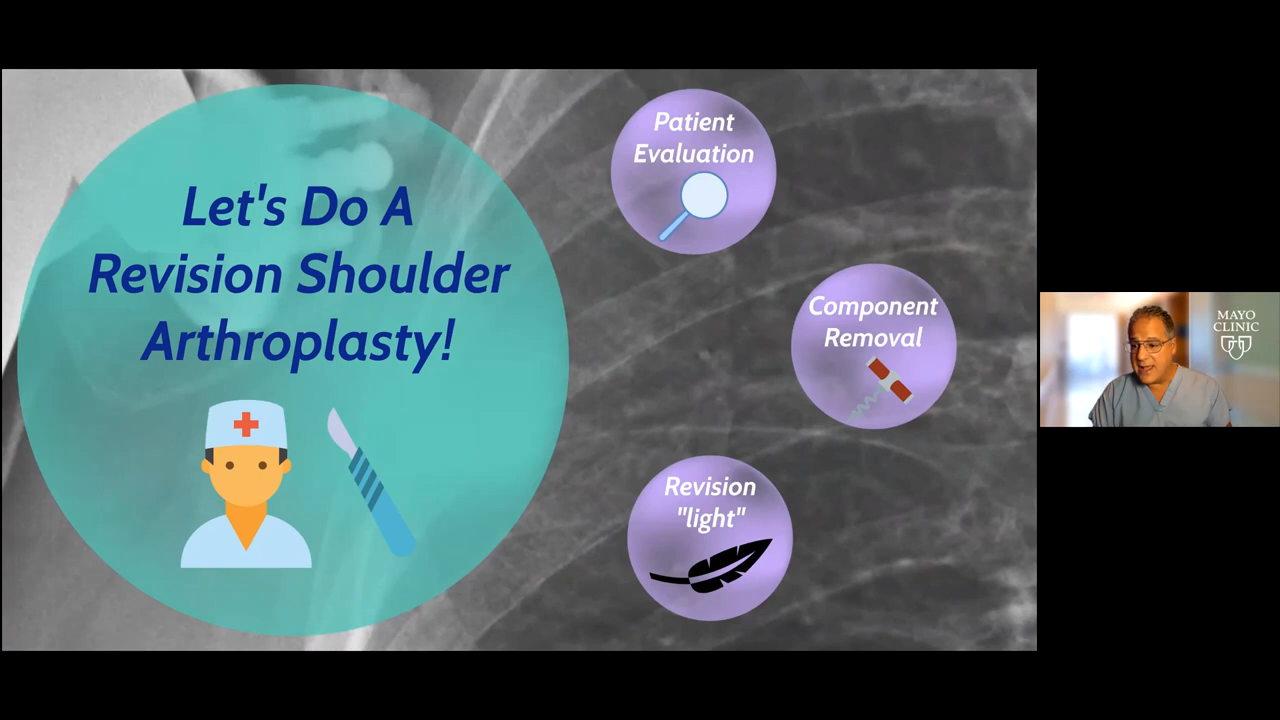 Let's Do A
Revision Shoulder
Arthroplasty!
Patient
Evaluation
Component
Removal
Revision
"light"
MAYO
CLINIC